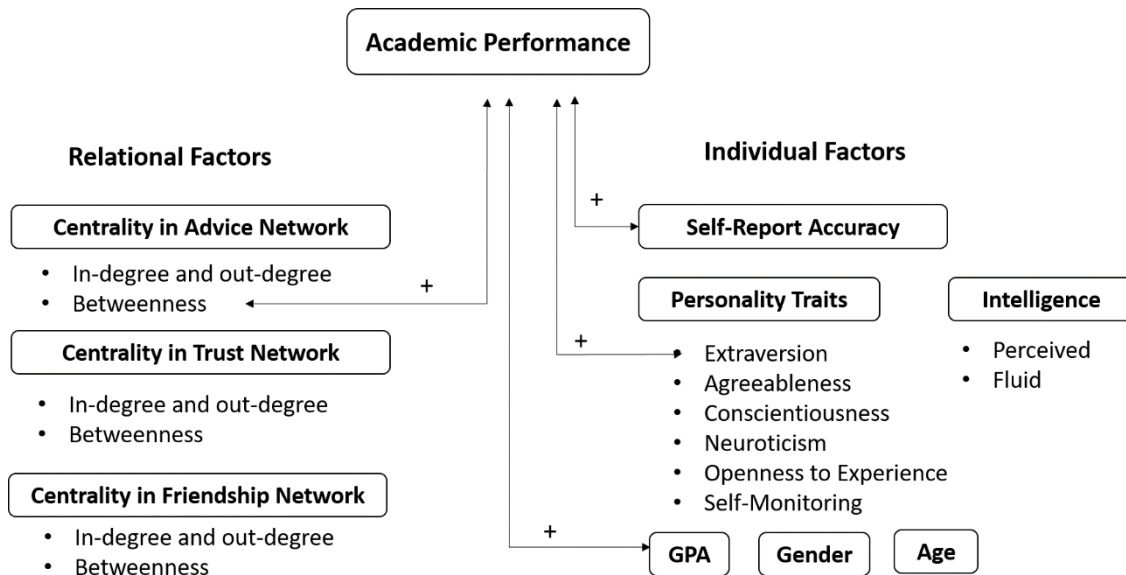 Academic Performance
Relational Factors
Centrality in Advice Network
• In-degree and out-degree
• Betweenness
+
Centrality in Trust Network
• In-degree and out-degree
• Betweenness
Centrality in Friendship Network
• In-degree and out-degree
• Betweenness
Individual Factors
+
Self-Report Accuracy
Personality Traits
+
• Extraversion
• Agreeableness
• Conscientiousness
• Neuroticism
• Openness to Experience
• Self-Monitoring
Intelligence
• Perceived
• Fluid
+
GPA
Gender
Age